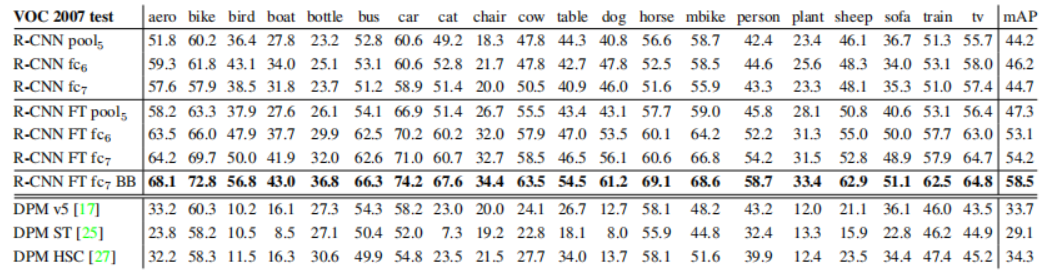 VOC 2007 test aero bike bird boat bottle bus car cat chair cow table dog horse mbike person plant sheep sofa train tv mAP
R-CNN pool5 51.8 60.2 36.4 27.8 23.2 52.8 60.6 49.2 18.3 47.8 44.3 40.8 56.6 58.7 42.4 23.4 46.1 36.7 51.3 55.7 44.2
R-CNN fc6 59.3 61.8 43.1 34.0 25.1 53.1 60.6 52.8 21.7 47.8 42.7 47.8 52.5 58.5 44.6 25.6 48.3 34.0 53.1 58.0 46.2
R-CNN fc7 57.6 57.9 38.5 31.8 23.7 51.2 58.9 51.4 20.0 50.5 40.9 46.0 51.6 55.9 43.3 23.3 48.1 35.3 51.0 57.4 44.7
R-CNN FT pool5 58.2 63.3 37.9 27.6 26.1 54.1 66.9 51.4 26.7 55.5 43.4 43.1 57.7 59.0 45.8 28.1 50.8 40.6 53.1 56.4 47.3
R-CNN FT fc6 63.5 66.0 47.9 37.7 29.9 62.5 70.2 60.2 32.0 57.9 47.0 53.5 60.1 64.2 52.2 31.3 55.0 50.0 57.7 63.0 53.1
R-CNN FT fc7 64.2 69.7 50.0 41.9 32.0 62.6 71.0 60.7 32.7 58.5 46.5 56.1 60.6 66.8 54.2 31.5 52.8 48.9 57.9 64.7 54.2
R-CNN FT fc7 BB 68.1 72.8 56.8 43.0 36.8 66.3 74.2 67.6 34.4 63.5 54.5 61.2 69.1 68.6 58.7 33.4 62.9 51.1 62.5 64.8 58.5
DPM v5 [17] 33.2 60.3 10.2 16.1 27.3 54.3 58.2 23.0 20.0 24.1 26.7 12.7 58.1 48.2 43.2 12.0 21.1 36.1 46.0 43.5 33.7
DPM ST [25] 23.8 58.2 10.5 8.5 27.1 50.4 52.0 7.3 19.2 22.8 18.1 8.0 55.9 44.8 32.4 13.3 15.9 22.8 46.2 44.9 29.1
DPM HSC [27] 32.2 58.3 11.5 16.3 30.6 49.9 54.8 23.5 21.5 27.7 34.0 13.7 58.1 51.6 39.9 12.4 23.5 34.4 47.4 45.2 34.3